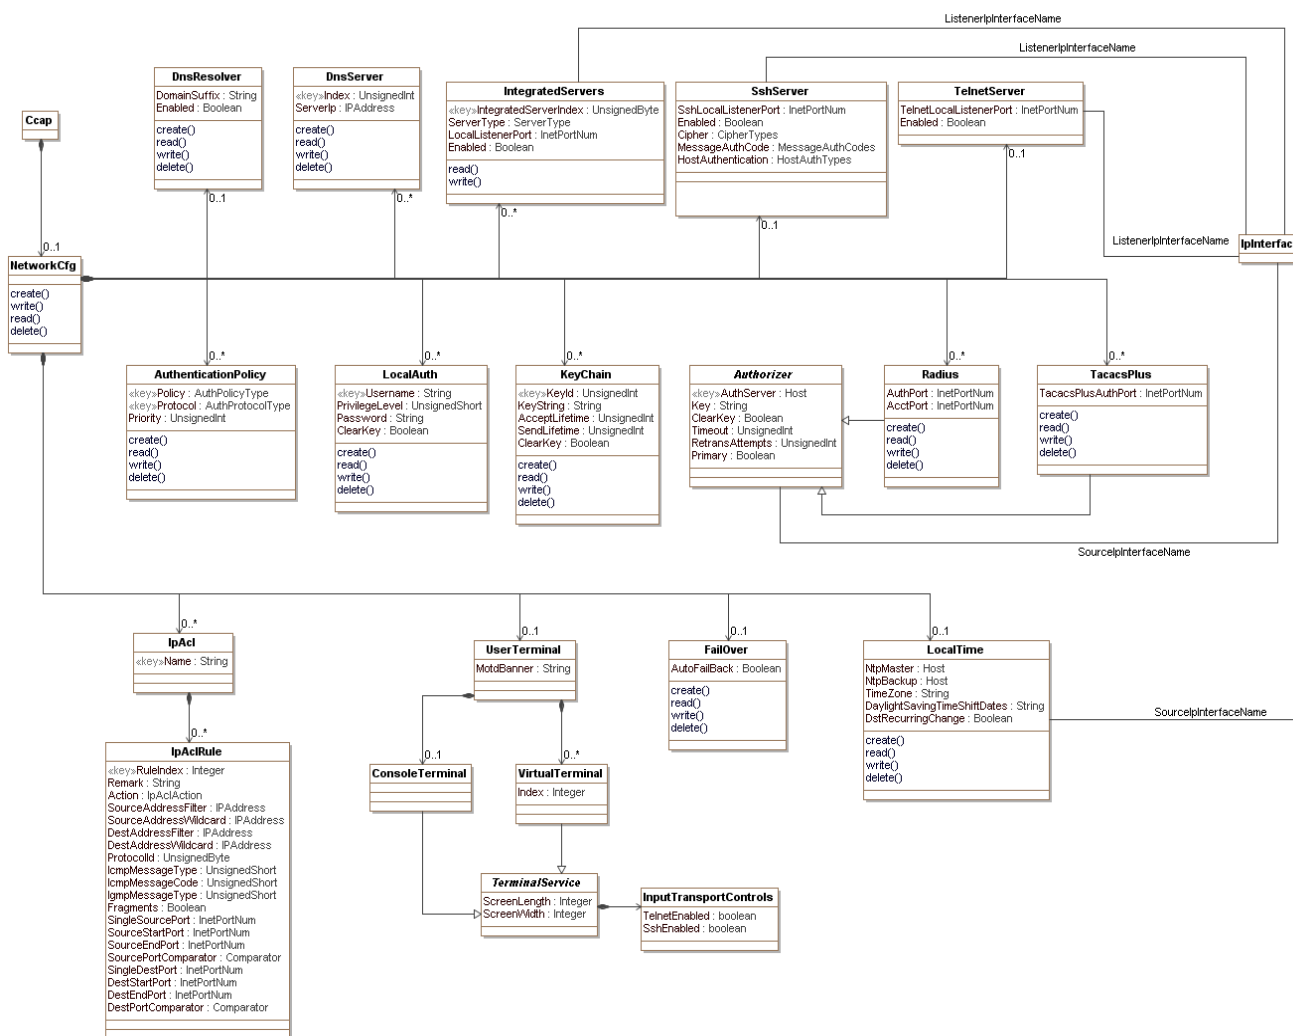 ListenerIpInterfaceName
ListenerIpInterfaceName
DnsResolver
DomainSuffix : String
Enabled : Boolean
create()
read()
write()
delete()
0..1
DnsServer
«key»Index : UnsignedInt
ServerIp : IPAddress
create()
read()
write()
delete()
0..*
IntegratedServers
«key»IntegratedServerIndex : UnsignedByte
ServerType : ServerType
LocalListenerPort : InetPortNum
Enabled : Boolean
read()
write()
0..*
SshServer
SshLocalListenerPort : InetPortNum
Enabled : Boolean
Cipher : CipherTypes
MessageAuthCode : MessageAuthCodes
HostAuthentication : HostAuthTypes
0..1
TelnetServer
TelnetLocalListenerPort : InetPortNum
Enabled : Boolean
0..1
ListenerIpInterfaceName
IpInterfac
Ccap
0..1
NetworkCfg
create()
write()
read()
delete()
0..*
AuthenticationPolicy
«key»Policy : AuthPolicyType
«key»Protocol : AuthProtocolType
Priority : UnsignedInt
create()
read()
write()
delete()
0..*
LocalAuth
«key»Username : String
PrivilegeLevel : UnsignedShort
Password : String
ClearKey : Boolean
create()
read()
write()
delete()
0..*
KeyChain
«key»KeyId : UnsignedInt
KeyString : String
AcceptLifetime : UnsignedInt
SendLifetime : UnsignedInt
ClearKey : Boolean
create()
read()
write()
delete()
Authorizer
«key»AuthServer : Host
Key : String
ClearKey : Boolean
Timeout : UnsignedInt
RetransAttempts : UnsignedInt
Primary : Boolean
0..*
Radius
AuthPort : InetPortNum
AcctPort : InetPortNum
create()
read()
write()
delete()
0..*
TacacsPlus
TacacsPlusAuthPort : InetPortNum
create()
read()
write()
delete()
SourceIpInterfaceName
0..*
IpAcl
«key»Name : String
0..*
IpAclRule
«key»RuleIndex : Integer
Remark : String
Action : IpAclAction
SourceAddressFilter : IPAddress
SourceAddressWildcard : IPAddress
DestAddressFilter : IPAddress
DestAddressWildcard : IPAddress
ProtocolId : UnsignedByte
IcmpMessageType : UnsignedShort
IcmpMessageCode : UnsignedShort
IgmpMessageType : UnsignedShort
Fragments : Boolean
SingleSourcePort : InetPortNum
SourceStartPort : InetPortNum
SourceEndPort : InetPortNum
SourcePortComparator : Comparator
SingleDestPort : InetPortNum
DestStartPort : InetPortNum
DestEndPort : InetPortNum
DestPortComparator : Comparator
0..1
UserTerminal
MotdBanner : String
0..1
ConsoleTerminal
0..*
VirtualTerminal
Index : Integer
TerminalService
ScreenLength : Integer
ScreenWidth : Integer
InputTransportControls
TelnetEnabled : boolean
SshEnabled : boolean
0..1
FailOver
AutoFailBack : Boolean
create()
read()
write()
delete()
0..1
LocalTime
NtpMaster : Host
NtpBackup : Host
TimeZone : String
DaylightSavingTimeShiftDates : String
DstRecurringChange : Boolean
create()
read()
write()
delete()
SourceIpInterfaceName